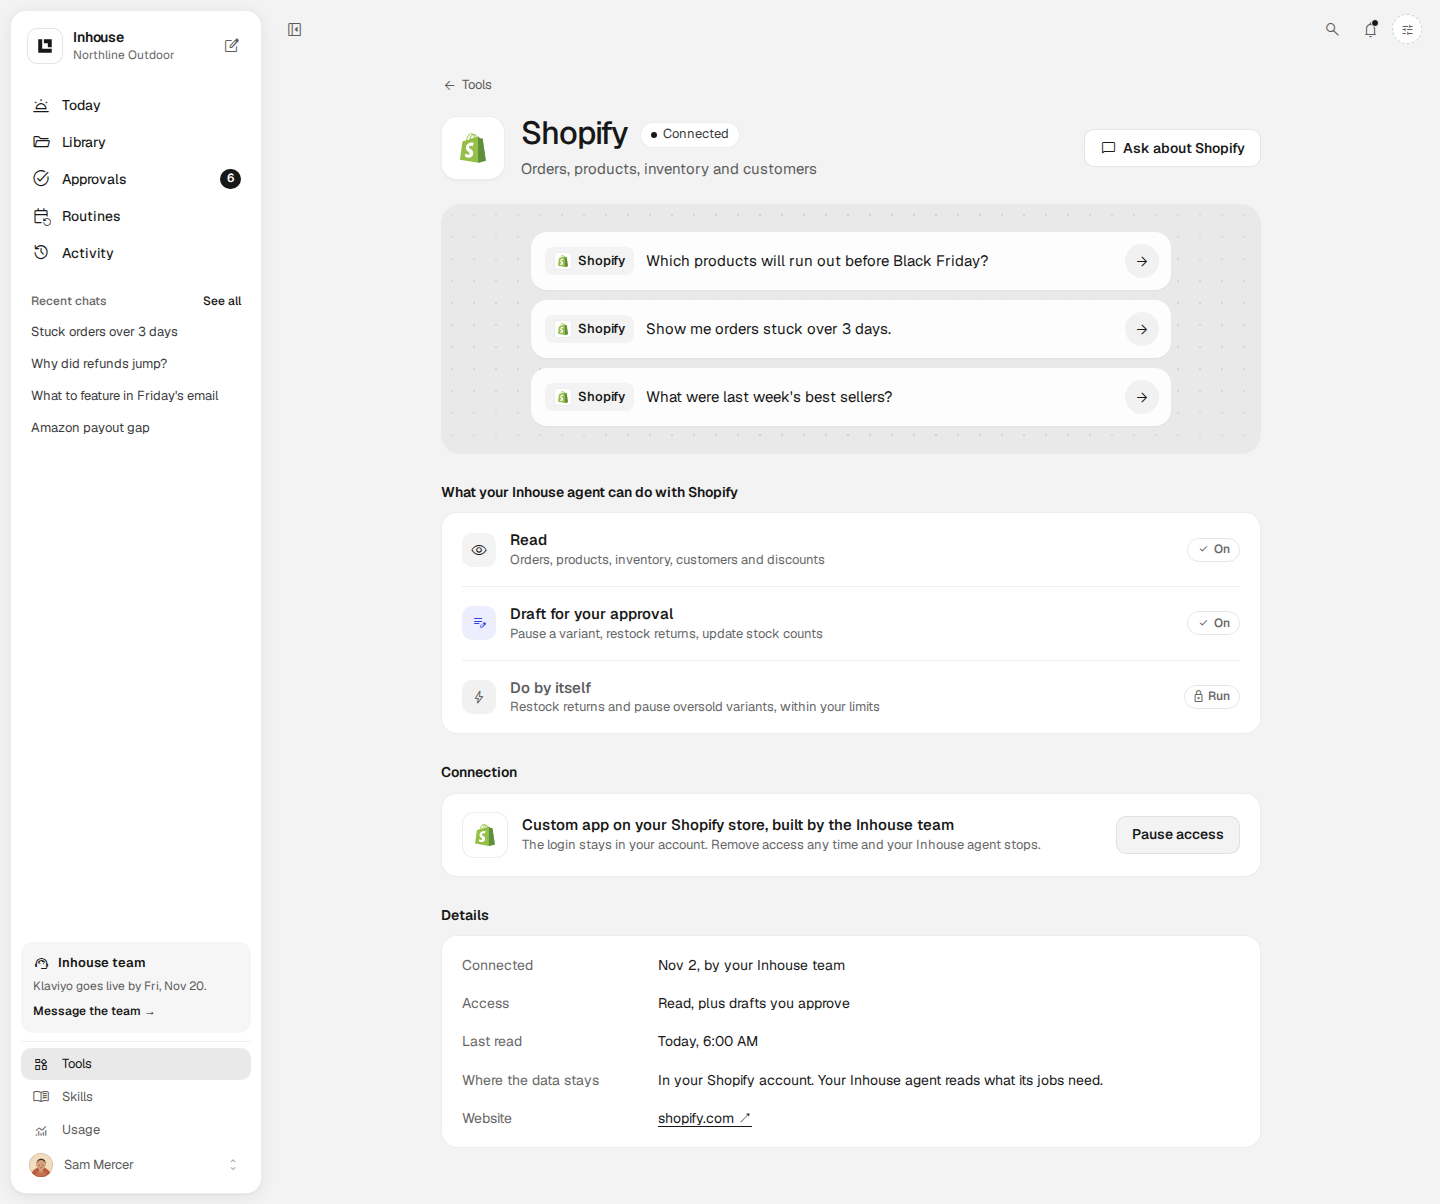 Inhouse
Northline Outdoor
Today
Library
Approvals 6
Routines
Activity
Recent chats See all
Stuck orders over 3 days
Why did refunds jump?
What to feature in Friday's email
Amazon payout gap
Inhouse team
Klaviyo goes live by Fri, Nov 20.
Message the team →
Tools
Skills
Usage
Sam Mercer
← Tools
Shopify Connected
Orders, products, inventory and customers
Ask about Shopify
Shopify Which products will run out before Black Friday?
Shopify Show me orders stuck over 3 days.
Shopify What were last week's best sellers?
What your Inhouse agent can do with Shopify
Read
Orders, products, inventory, customers and discounts
On
Draft for your approval
Pause a variant, restock returns, update stock counts
On
Do by itself
Restock returns and pause oversold variants, within your limits
Run
Connection
Custom app on your Shopify store, built by the Inhouse team
The login stays in your account. Remove access any time and your Inhouse agent stops.
Pause access
Details
Connected Nov 2, by your Inhouse team
Access Read, plus drafts you approve
Last read Today, 6:00 AM
Where the data stays In your Shopify account. Your Inhouse agent reads what its jobs need.
Website shopify.com ↗